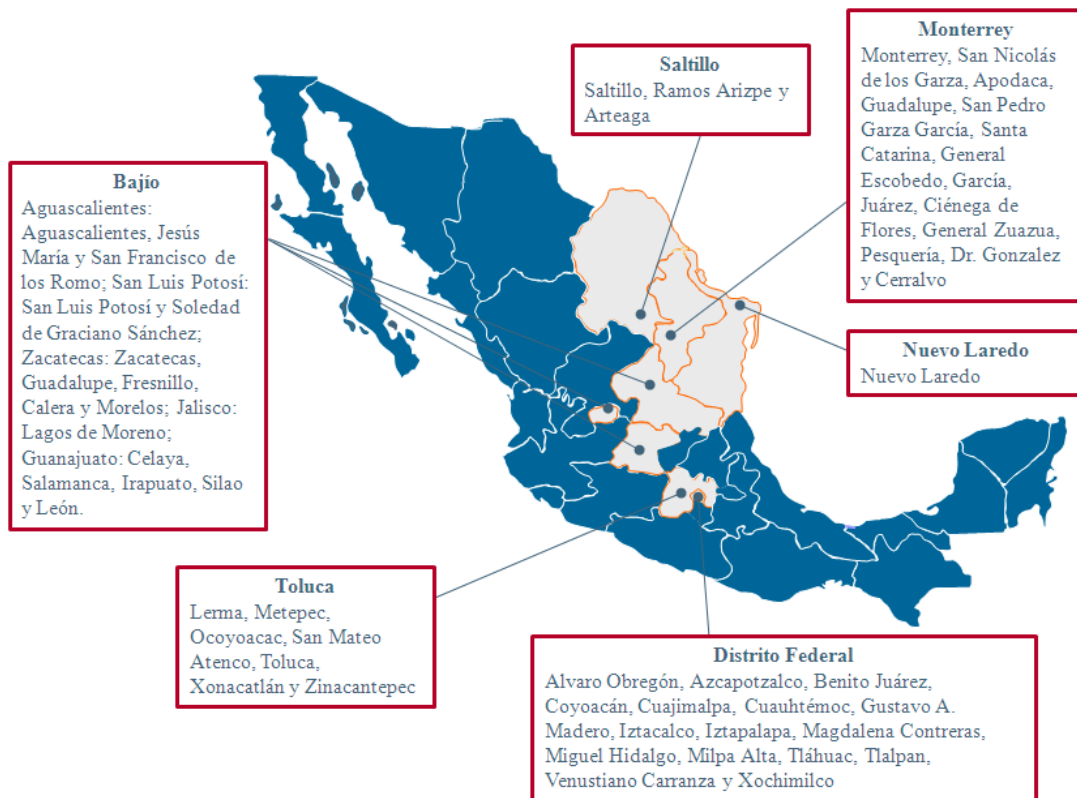 Monterrey
Monterrey, San Nicolás
de los Garza, Apodaca,
Guadalupe, San Pedro
Garza García, Santa
Catarina, General
Escobedo, García,
Juárez, Ciénega de
Flores, General Zuazua,
Pesquería, Dr. Gonzalez
y Cerralvo
Saltillo
Saltillo, Ramos Arizpe y
Arteaga
Bajío
Aguascalientes:
Aguascalientes, Jesús
María y San Francisco de
los Romo; San Luis Potosí:
San Luis Potosí y Soledad
de Graciano Sánchez;
Zacatecas: Zacatecas,
Guadalupe, Fresnillo,
Calera y Morelos; Jalisco:
Lagos de Moreno;
Guanajuato: Celaya,
Salamanca, Irapuato, Silao
y León.
Nuevo Laredo
Nuevo Laredo
Toluca
Lerma, Metepec,
Ocoyoacac, San Mateo
Atenco, Toluca,
Xonacatlán y Zinacantepec
Distrito Federal
Alvaro Obregón, Azcapotzalco, Benito Juárez,
Coyoacán, Cuajimalpa, Cuauhtémoc, Gustavo A.
Madero, Iztacalco, Iztapalapa, Magdalena Contreras,
Miguel Hidalgo, Milpa Alta, Tláhuac, Tlalpan,
Venustiano Carranza y Xochimilco